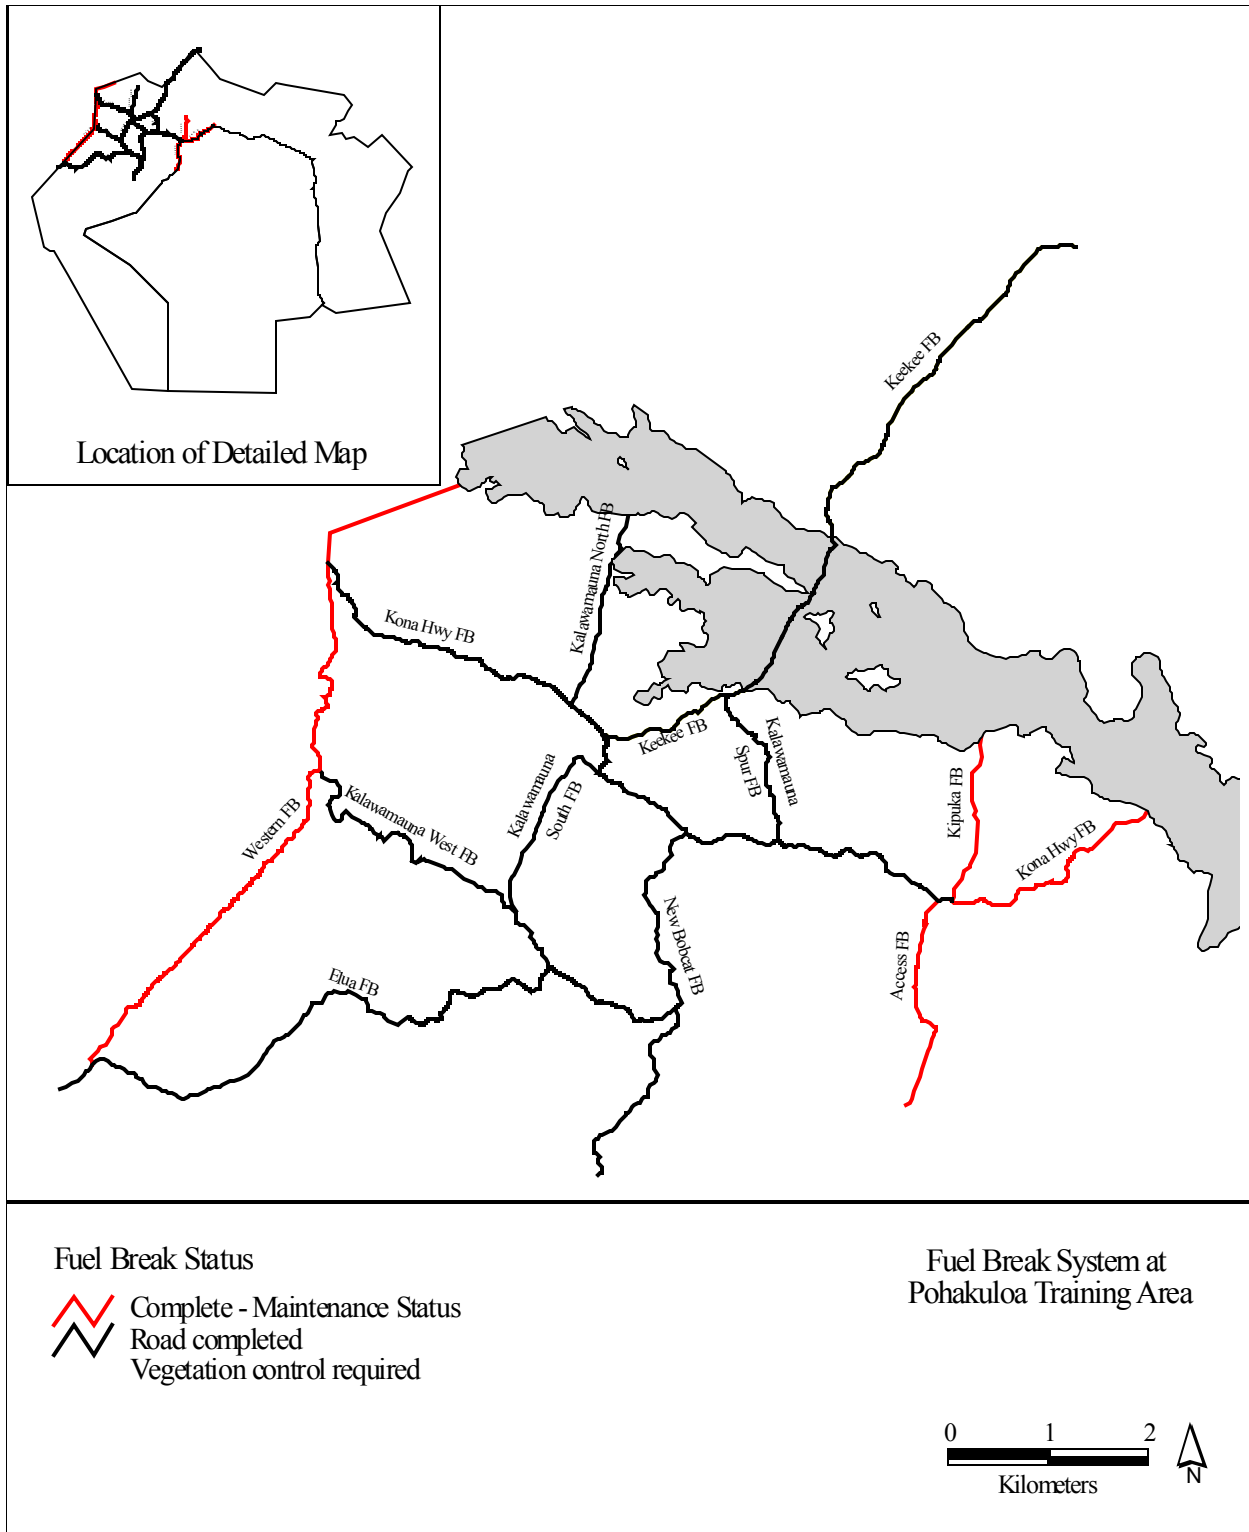 Location of Detailed Map
Keekee FB
Kalawamauna North FB
Kona Hwy FB
Keekee FB
Kalawamauna
Spur FB
Kalawamauna
South FB
Kipuka FB
Kona Hwy FB
Western FB
Kalawamauna West FB
New Bobcat FB
Access FB
Elua FB
Fuel Break Status
Complete - Maintenance Status
Road completed
Vegetation control required
Fuel Break System at
Pohakuloa Training Area
0 1 2
Kilometers
N